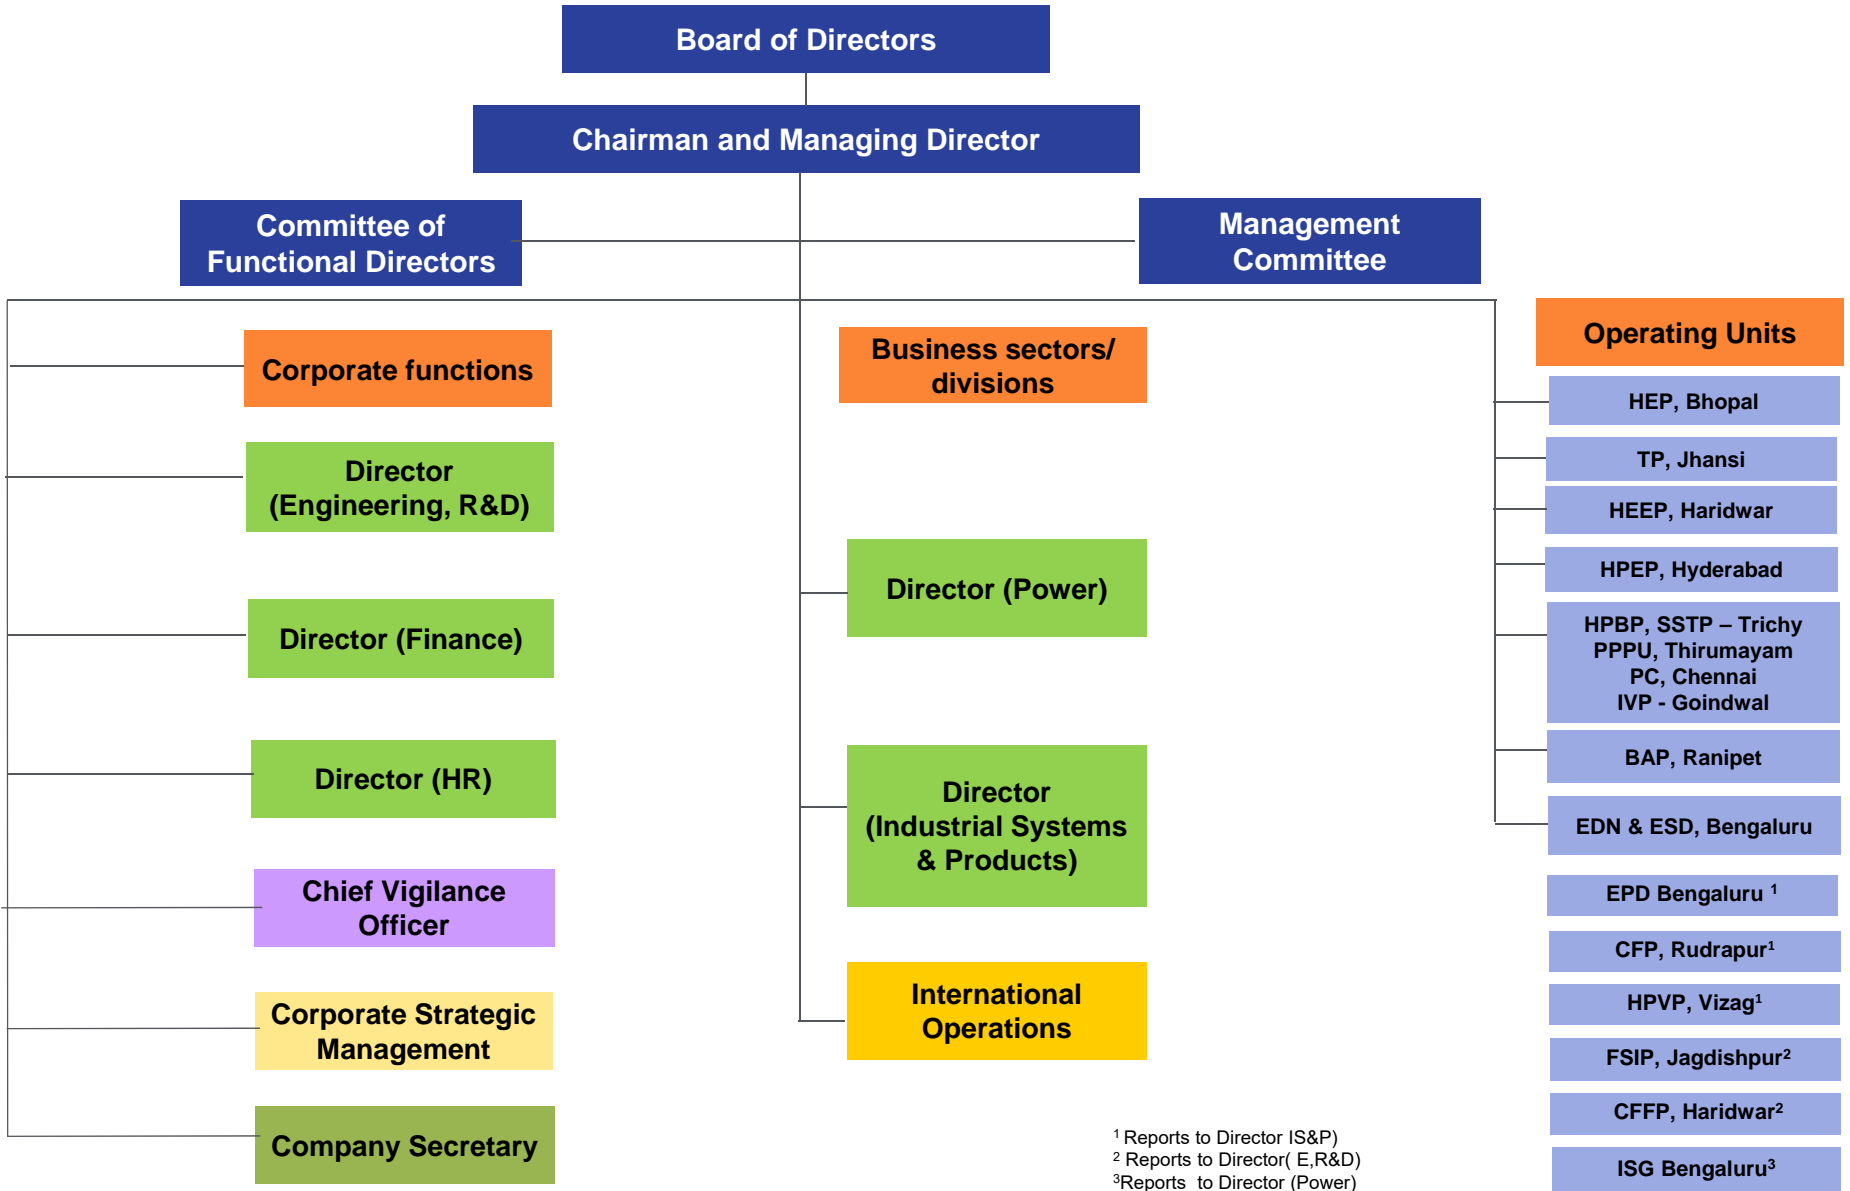 Board of Directors
Chairman and Managing Director
Committee of
Functional Directors
Management
Committee
Corporate functions
Director
(Engineering, R&D)
Director (Finance)
Director (HR)
Chief Vigilance
Officer
Corporate Strategic
Management
Company Secretary
Business sectors/
divisions
Director (Power)
Director
(Industrial Systems
& Products)
International
Operations
Operating Units
HEP, Bhopal
TP, Jhansi
HEEP, Haridwar
HPEP, Hyderabad
HPBP, SSTP – Trichy
PPPU, Thirumayam
PC, Chennai
IVP - Goindwal
BAP, Ranipet
EDN & ESD, Bengaluru
EPD Bengaluru ¹
CFP, Rudrapur¹
HPVP, Vizag¹
FSIP, Jagdishpur²
CFFP, Haridwar²
ISG Bengaluru³
¹ Reports to Director IS&P)
² Reports to Director( E,R&D)
³Reports to Director (Power)